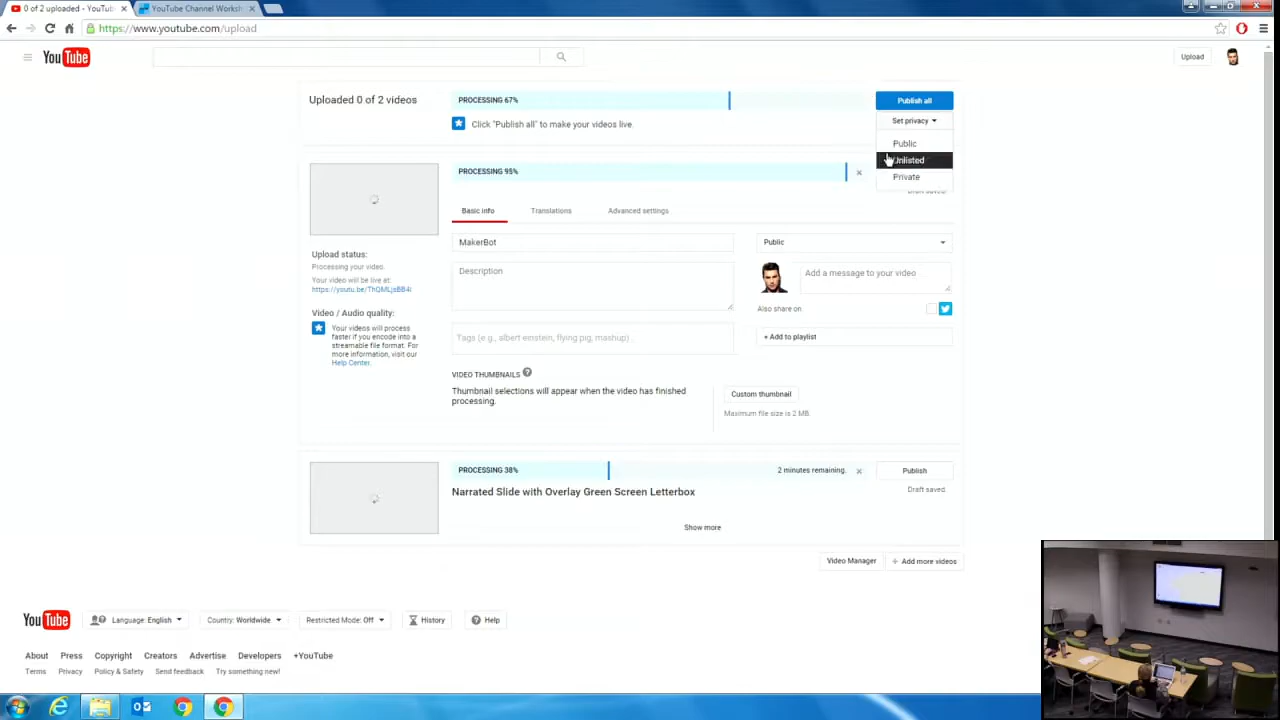 0 of 2 uploaded - YouTu
YouTube Channel Worksh
https://www.youtube.com/upload
YouTube
Upload
Uploaded 0 of 2 videos
PROCESSING 67%
Publish all
Click "Publish all" to make your videos live.
Set privacy
Public
Unlisted
Private
PROCESSING 95%
Draft saved.
Basic info
Translations
Advanced settings
MakerBot
Public
Upload status:
Processing your video.
Your video will be live at:
Description
Add a message to your video
Also share on
Video / Audio quality:
Your videos will process
faster if you encode into a
streamable file format. For
more information, visit our
Help Center.
Tags (e.g., albert einstein, flying pig, mashup)
+ Add to playlist
VIDEO THUMBNAILS
Thumbnail selections will appear when the video has finished
processing.
Custom thumbnail
Maximum file size is 2 MB.
PROCESSING 38%
2 minutes remaining.
Publish
Narrated Slide with Overlay Green Screen Letterbox
Draft saved.
Show more
Video Manager
+ Add more videos
YouTube
Language: English
Country: Worldwide
Restricted Mode: Off
History
Help
About
Press
Copyright
Creators
Advertise
Developers
+YouTube
Terms
Privacy
Policy & Safety
Send feedback
Try something new!